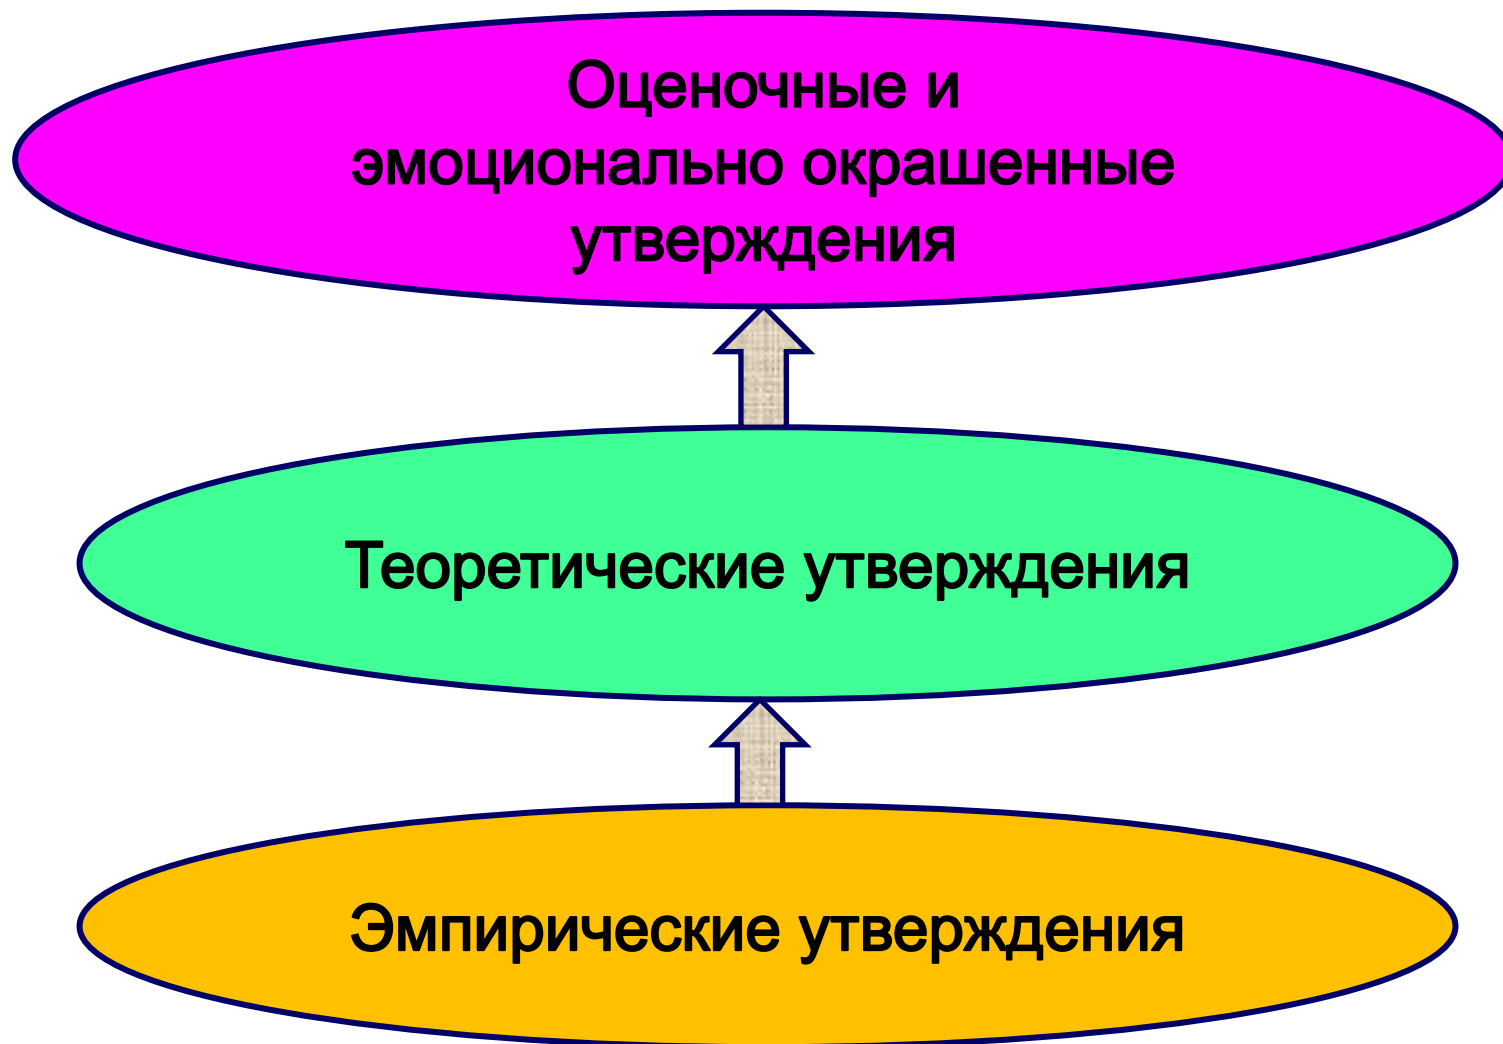 Оценочные и
эмоционально окрашенные
утверждения
Теоретические утверждения
Эмпирические утверждения